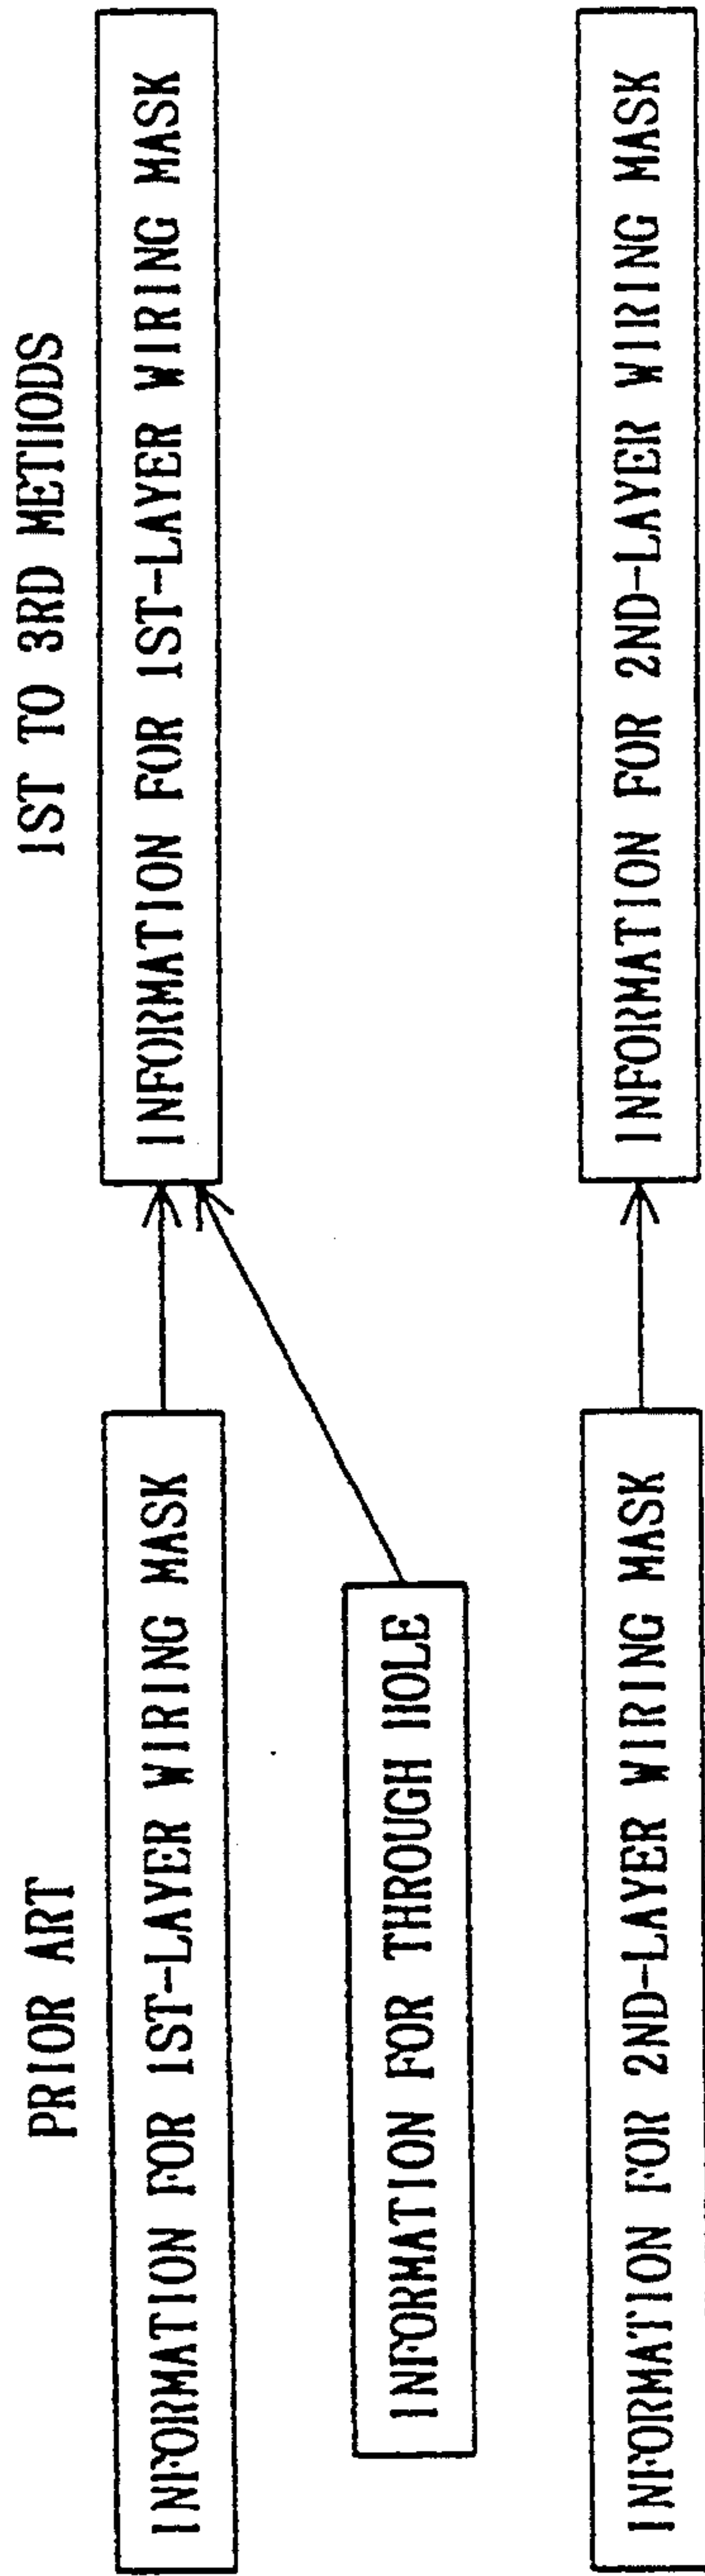 PRIOR ART
INFORMATION FOR 1ST-LAYER WIRING MASK
INFORMATION FOR THROUGH HOLE
INFORMATION FOR 2ND-LAYER WIRING MASK
1ST TO 3RD METHODS
INFORMATION FOR 1ST-LAYER WIRING MASK
INFORMATION FOR 2ND-LAYER WIRING MASK